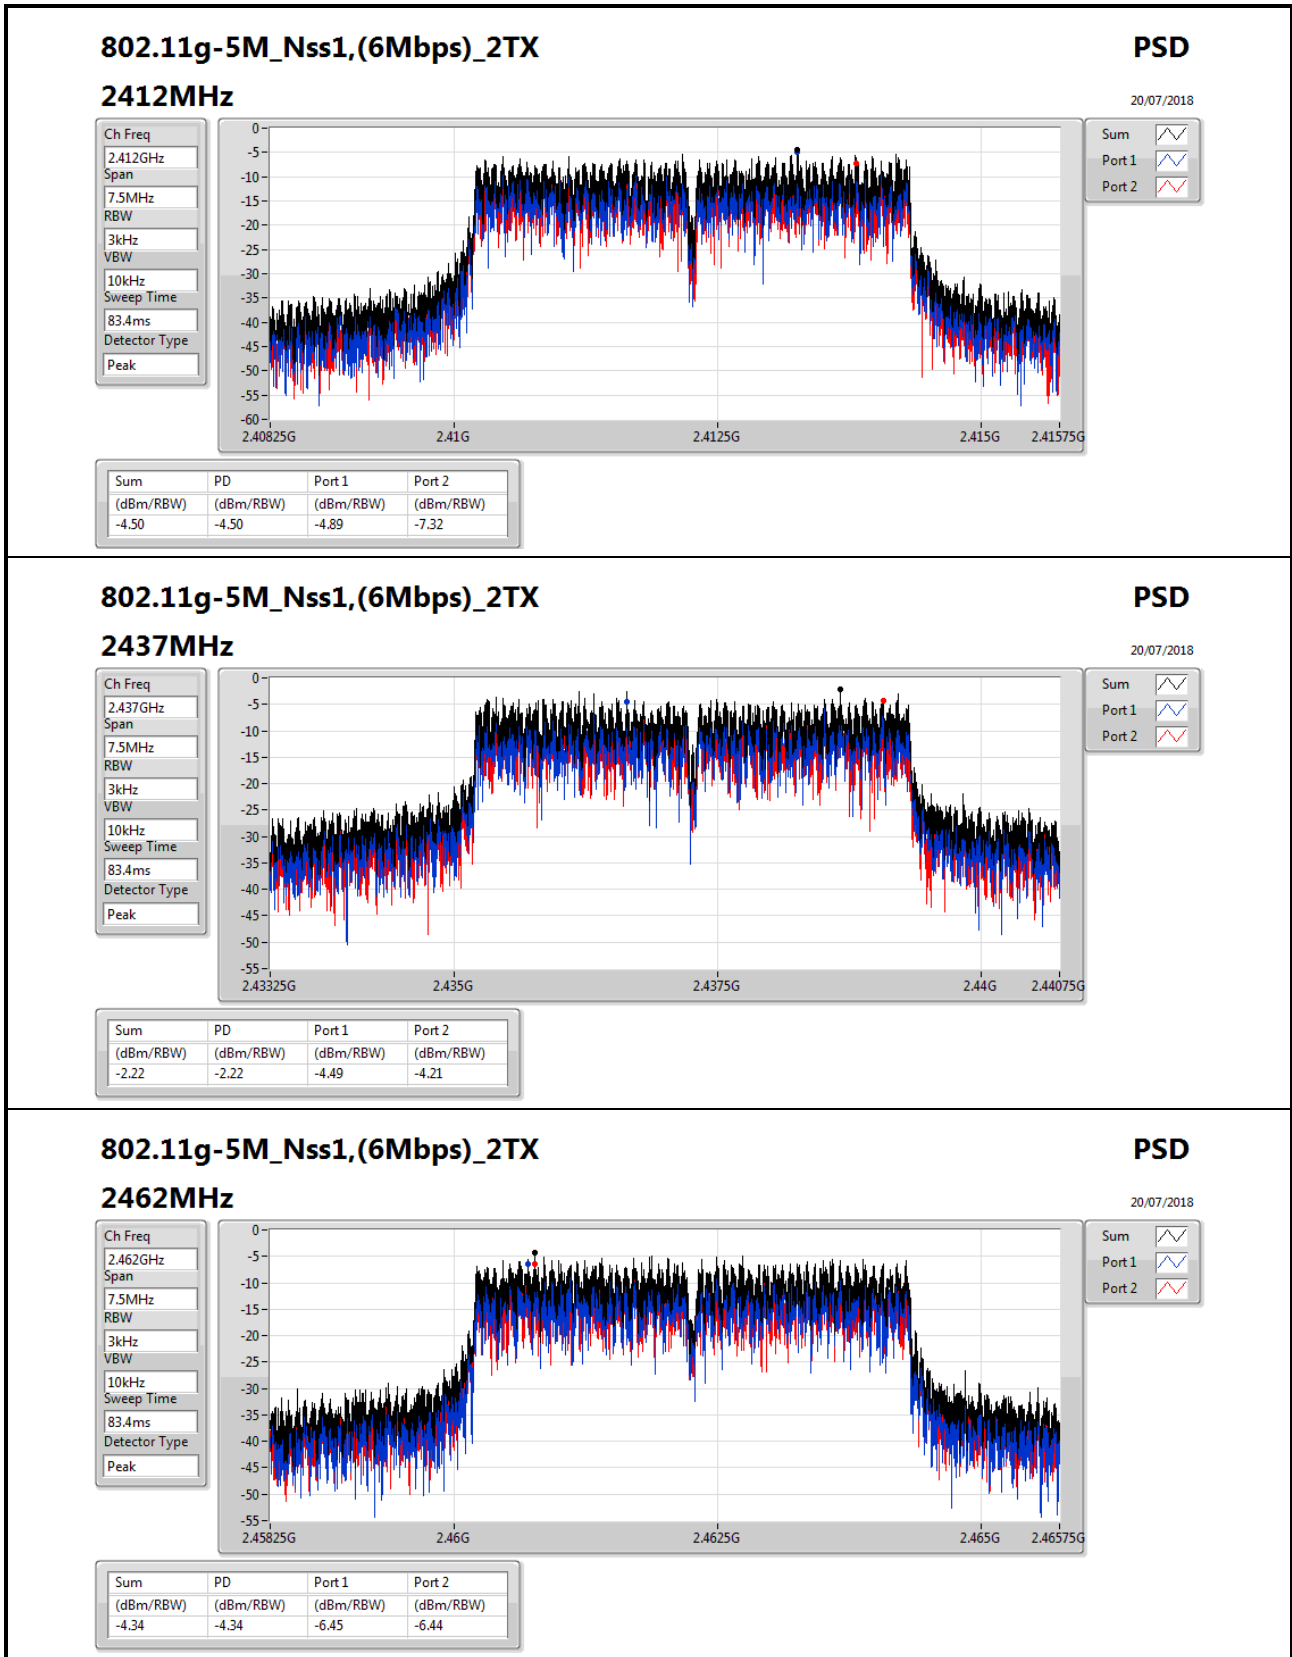 802.11g-5M_Nss1,(6Mbps)_2TX PSD
2412MHz 20/07/2018
Ch Freq
2.412GHz
Span
7.5MHz
RBW
3kHz
VBW
10kHz
Sweep Time
83.4ms
Detector Type
Peak
0
-5
-10
-15
-20
-25
-30
-35
-40
-45
-50
-55
-60
2.40825G 2.41G 2.4125G 2.415G 2.41575G
Sum
Port 1
Port 2
Sum PD Port 1 Port 2
(dBm/RBW) (dBm/RBW) (dBm/RBW) (dBm/RBW)
-4.50 -4.50 -4.89 -7.32
802.11g-5M_Nss1,(6Mbps)_2TX PSD
2437MHz 20/07/2018
Ch Freq
2.437GHz
Span
7.5MHz
RBW
3kHz
VBW
10kHz
Sweep Time
83.4ms
Detector Type
Peak
0
-5
-10
-15
-20
-25
-30
-35
-40
-45
-50
-55
2.43325G 2.435G 2.4375G 2.44G 2.44075G
Sum
Port 1
Port 2
Sum PD Port 1 Port 2
(dBm/RBW) (dBm/RBW) (dBm/RBW) (dBm/RBW)
-2.22 -2.22 -4.49 -4.21
802.11g-5M_Nss1,(6Mbps)_2TX PSD
2462MHz 20/07/2018
Ch Freq
2.462GHz
Span
7.5MHz
RBW
3kHz
VBW
10kHz
Sweep Time
83.4ms
Detector Type
Peak
0
-5
-10
-15
-20
-25
-30
-35
-40
-45
-50
-55
2.45825G 2.46G 2.4625G 2.465G 2.46575G
Sum
Port 1
Port 2
Sum PD Port 1 Port 2
(dBm/RBW) (dBm/RBW) (dBm/RBW) (dBm/RBW)
-4.34 -4.34 -6.45 -6.44